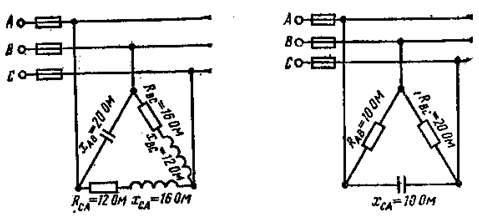 A
B
C
x_AB=20 Ом
R_BC=16 Ом
x_BC=12 Ом
R_CA=12 Ом
x_CA=16 Ом
A
B
C
R_AB=10 Ом
R_BC=20 Ом
x_CA=10 Ом